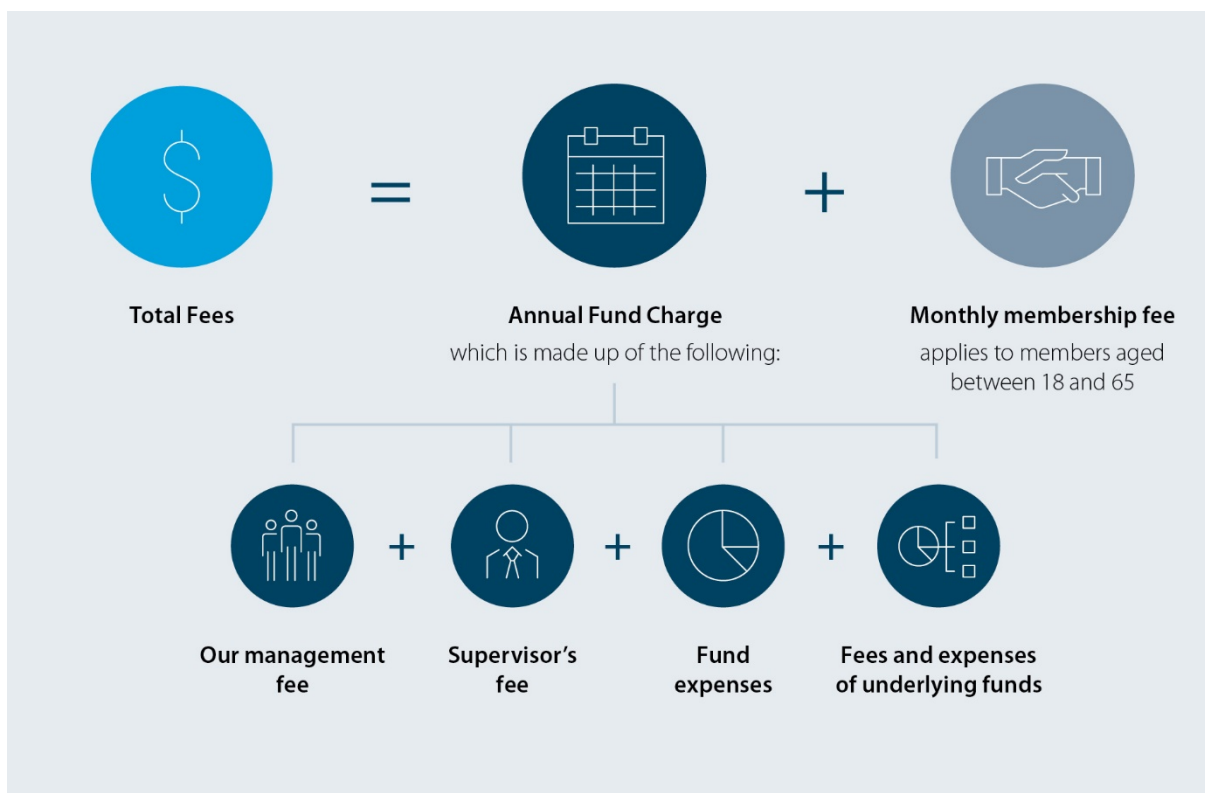 $
=
+
Total Fees
Annual Fund Charge
which is made up of the following:
Monthly membership fee
applies to members aged
between 18 and 65
+
+
+
Our management
fee
Supervisor’s
fee
Fund
expenses
Fees and expenses
of underlying funds